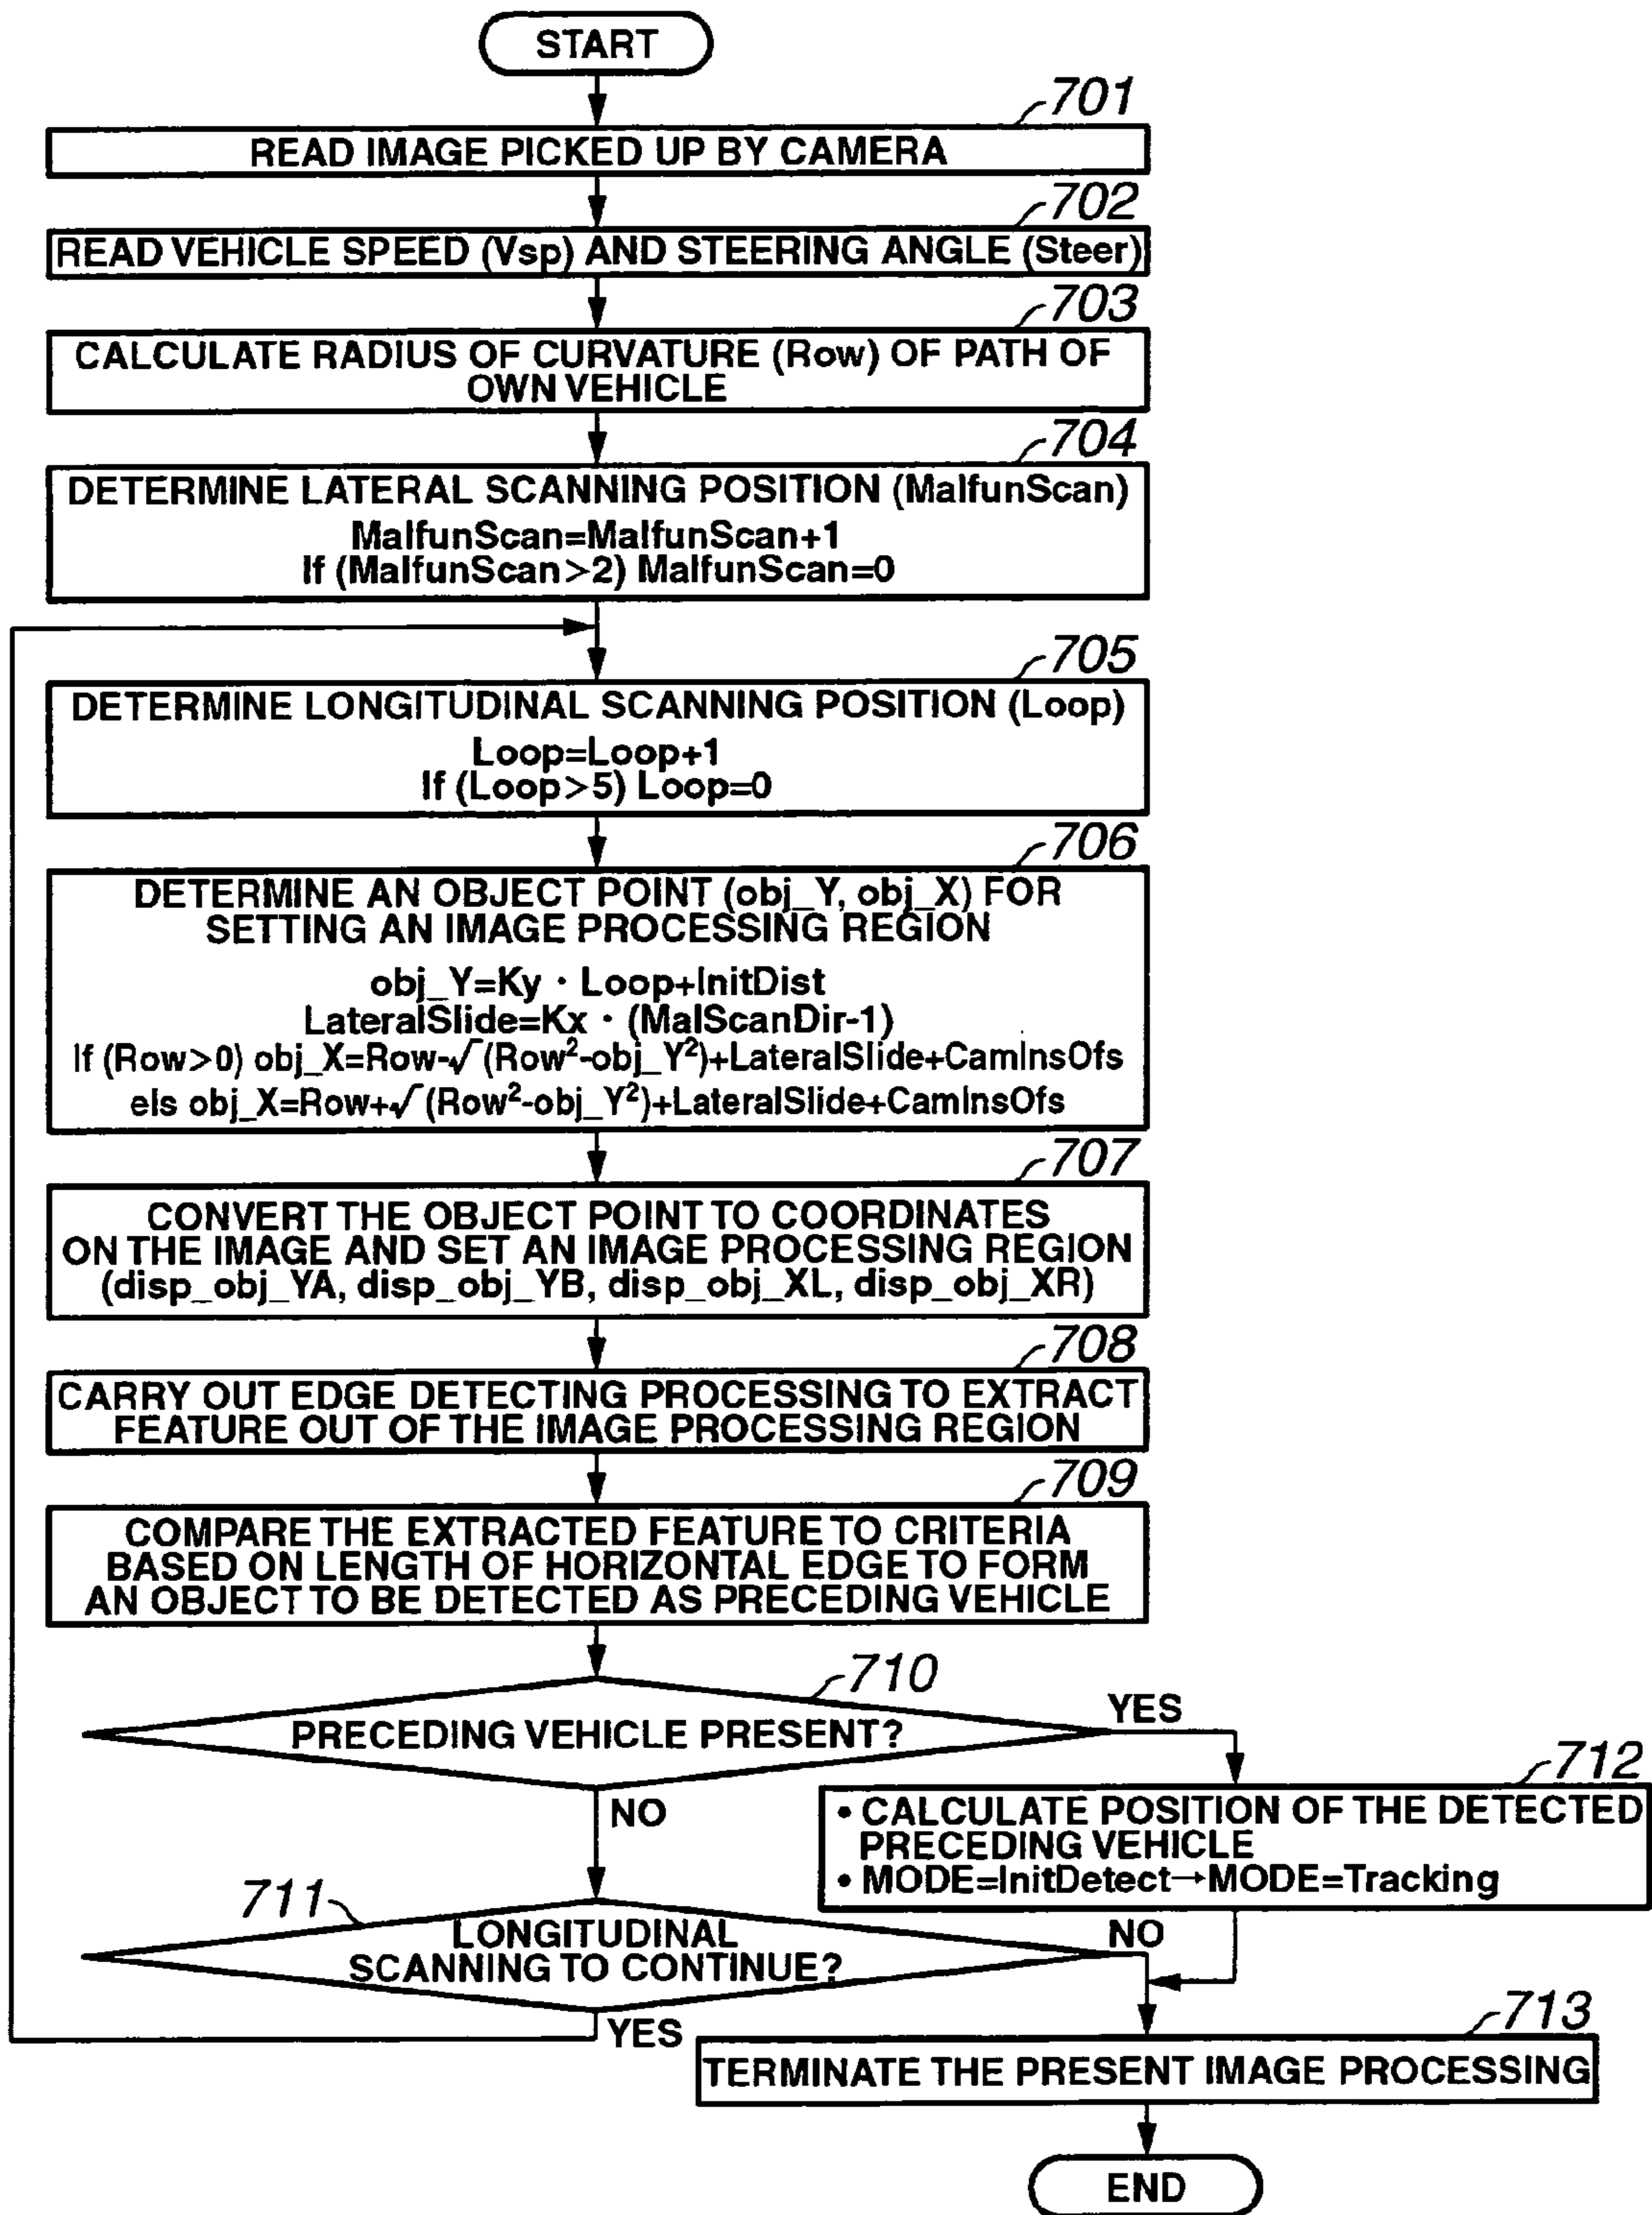 START
701
READ IMAGE PICKED UP BY CAMERA
702
READ VEHICLE SPEED (Vsp) AND STEERING ANGLE (Steer)
703
CALCULATE RADIUS OF CURVATURE (Row) OF PATH OF
OWN VEHICLE
704
DETERMINE LATERAL SCANNING POSITION (MalfunScan)
MalfunScan=MalfunScan+1
If (MalfunScan>2) MalfunScan=0
705
DETERMINE LONGITUDINAL SCANNING POSITION (Loop)
Loop=Loop+1
If (Loop>5) Loop=0
706
DETERMINE AN OBJECT POINT (obj_Y, obj_X) FOR
SETTING AN IMAGE PROCESSING REGION
obj_Y=Ky · Loop+InitDist
LateralSlide=Kx · (MalScanDir-1)
If (Row>0) obj_X=Row-√(Row²-obj_Y²)+LateralSlide+CamInsOfs
els obj_X=Row+√(Row²-obj_Y²)+LateralSlide+CamInsOfs
707
CONVERT THE OBJECT POINT TO COORDINATES
ON THE IMAGE AND SET AN IMAGE PROCESSING REGION
(disp_obj_YA, disp_obj_YB, disp_obj_XL, disp_obj_XR)
708
CARRY OUT EDGE DETECTING PROCESSING TO EXTRACT
FEATURE OUT OF THE IMAGE PROCESSING REGION
709
COMPARE THE EXTRACTED FEATURE TO CRITERIA
BASED ON LENGTH OF HORIZONTAL EDGE TO FORM
AN OBJECT TO BE DETECTED AS PRECEDING VEHICLE
710
PRECEDING VEHICLE PRESENT?
YES
NO
712
• CALCULATE POSITION OF THE DETECTED
PRECEDING VEHICLE
• MODE=InitDetect→MODE=Tracking
711
LONGITUDINAL
SCANNING TO CONTINUE?
NO
YES
713
TERMINATE THE PRESENT IMAGE PROCESSING
END